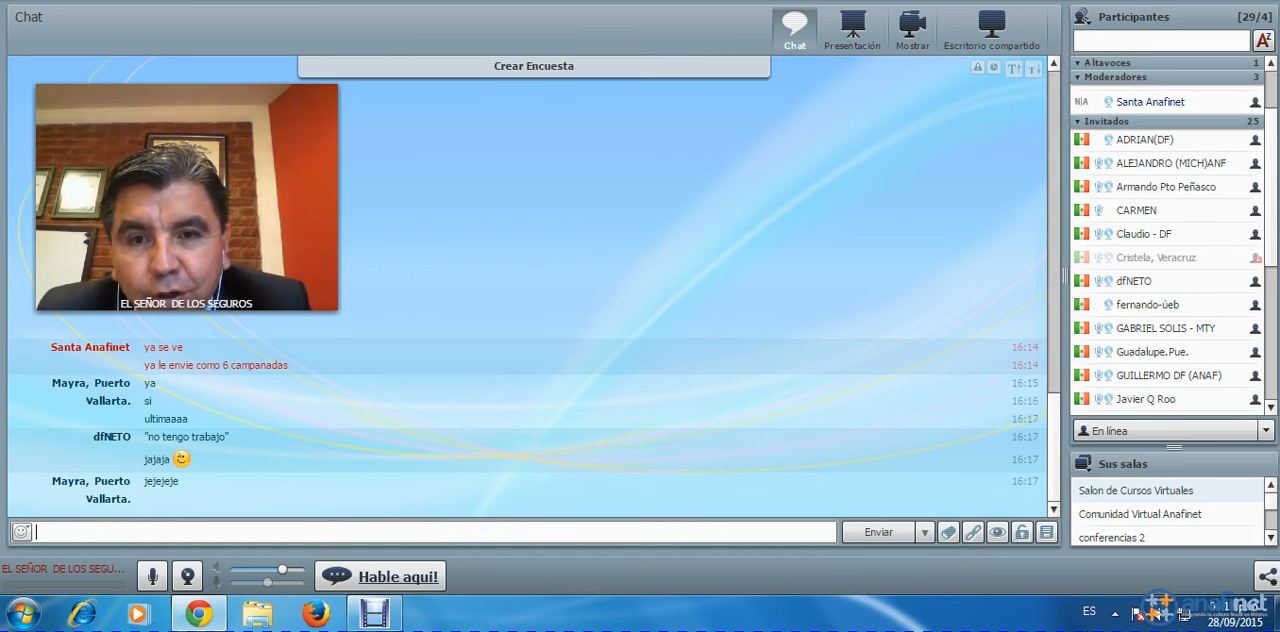 Chat
Chat
Presentación
Mostrar
Escritorio compartido
Crear Encuesta
EL SEÑOR DE LOS SEGUROS
Santa Anafinet ya se ve 16:14
ya le envie como 6 campanadas 16:14
Mayra, Puerto ya 16:15
Vallarta. si 16:16
ultimaaaa 16:17
dfNETO "no tengo trabajo" 16:17
jajaja 16:17
Mayra, Puerto jejejeje 16:17
Vallarta.
Enviar
EL SEÑOR DE LOS SEGU...
Hable aqui!
Participantes [29/4]
Altavoces 1
Moderadores 3
N/A Santa Anafinet
Invitados 25
ADRIAN(DF)
ALEJANDRO (MICH)ANF
Armando Pto Peñasco
CARMEN
Claudio - DF
Cristela, Veracruz
dfNETO
fernando-úeb
GABRIEL SOLIS - MTY
Guadalupe.Pue.
GUILLERMO DF (ANAF)
Javier Q Roo
En línea
Sus salas
Salon de Cursos Virtuales
Comunidad Virtual Anafinet
conferencias 2
ES
anafinet
28/09/2015